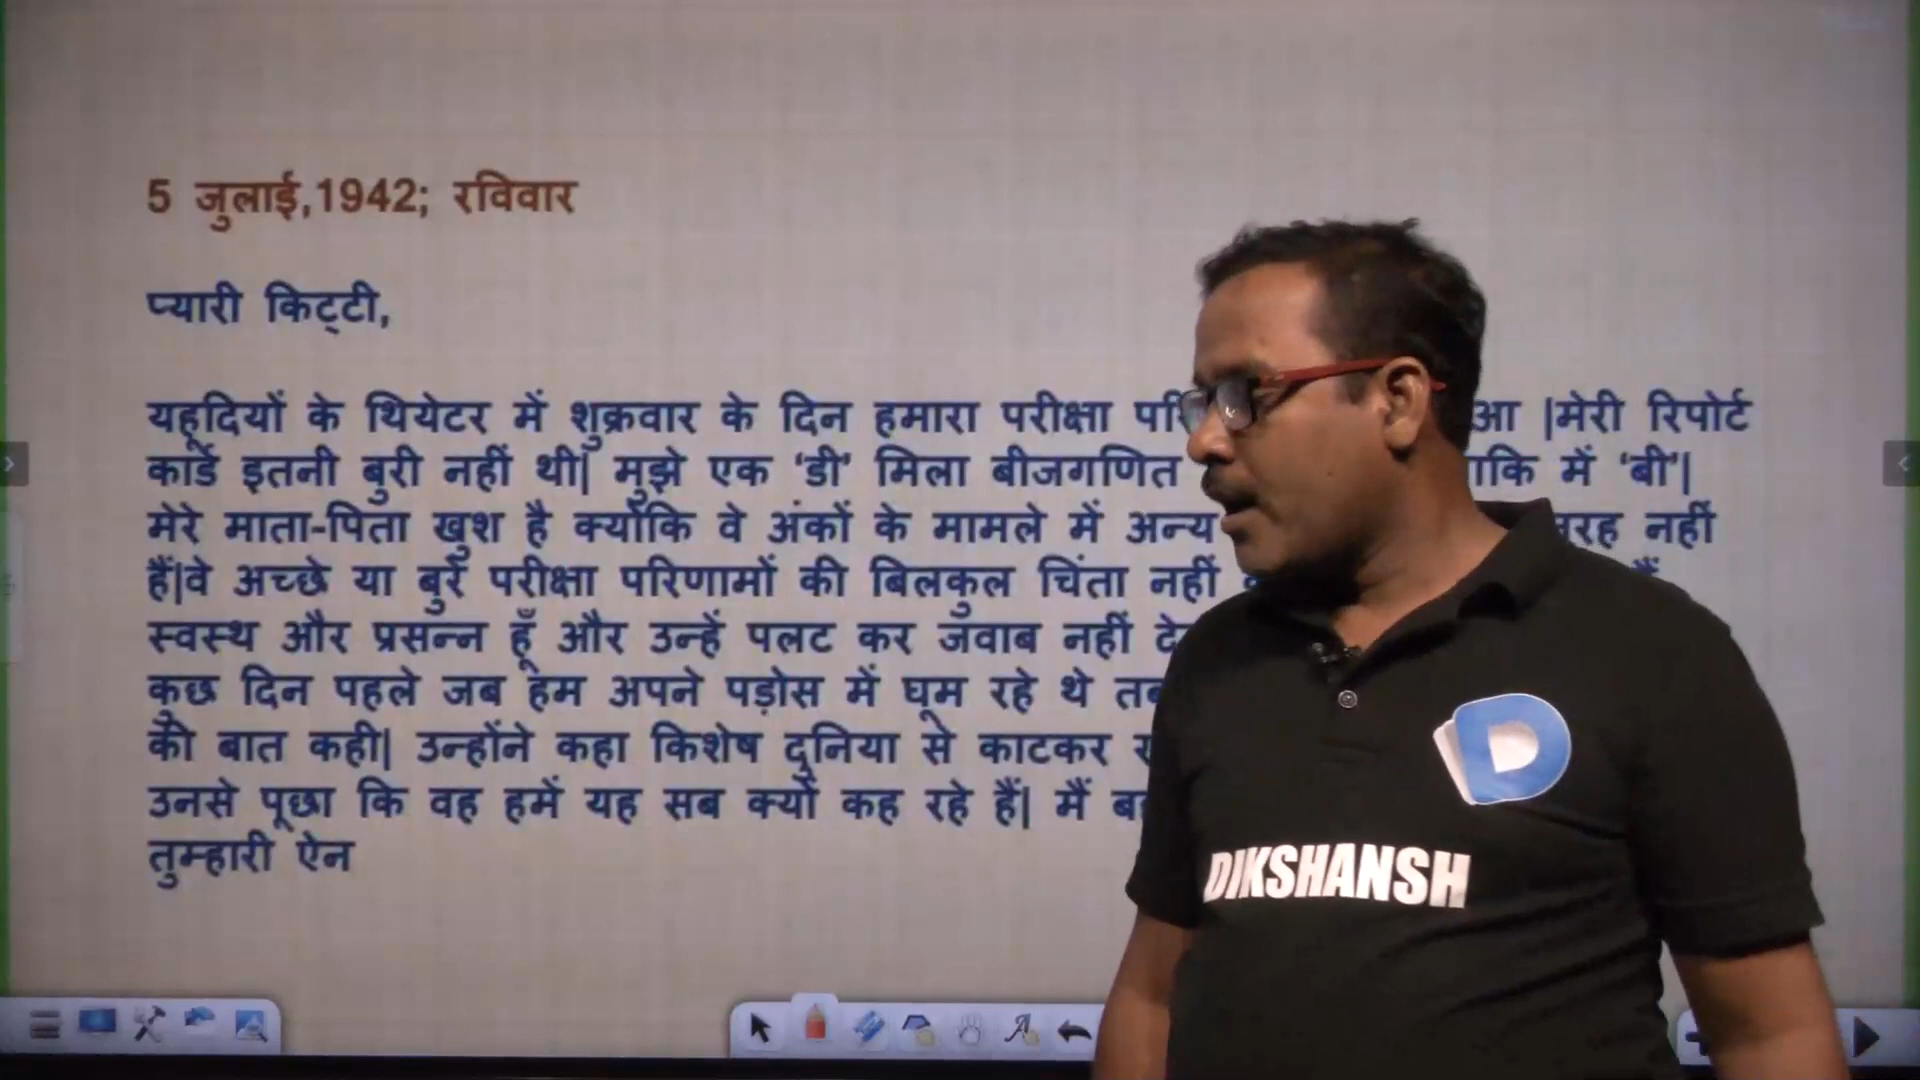 5 जुलाई,1942; रविवार
प्यारी किट्टी,
यहूदियों के थियेटर में शुक्रवार के दिन हमारा परीक्षा आ |मेरी रिपोर्ट
कार्ड इतनी बुरी नहीं थी| मुझे एक ‘डी’ मिला बीजगणित में ‘बी’|
मेरे माता-पिता खुश है क्योंकि वे अंकों के मामले में अन्य नहीं
हैं|वे अच्छे या बुरे परीक्षा परिणामों की बिलकुल चिंता नहीं
स्वस्थ और प्रसन्न हूँ और उन्हें पलट कर जवाब नहीं
कुछ दिन पहले जब हम अपने पड़ोस में घूम रहे थे
की बात कही| उन्होंने कहा किशेष दुनिया से काटकर
उनसे पूछा कि वह हमें यह सब क्यों कह रहे हैं| मैं
तुम्हारी ऐन
D
DIKSHANSH